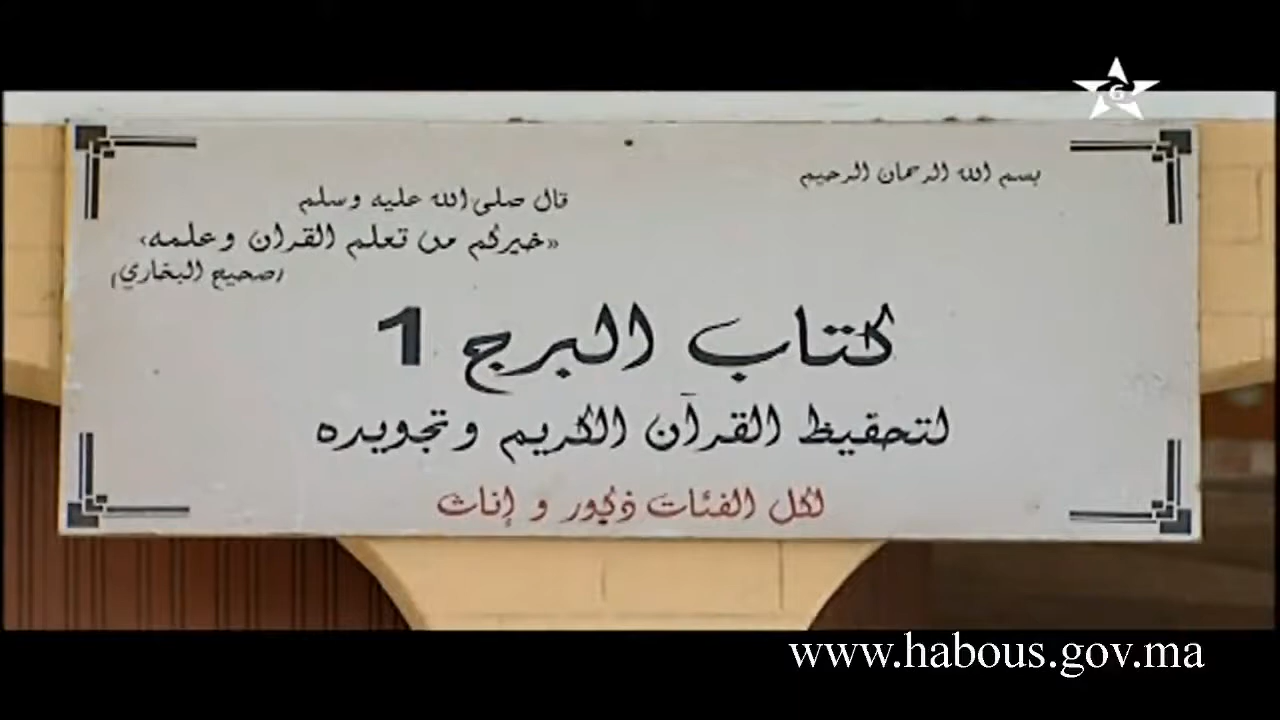 6
بسم الله الرحمان الرحيم
قال صلى الله عليه وسلم
«خيركم من تعلم القران وعلمه»
(صحيح البخاري)
كتاب البرج 1
لتحفيظ القرآن الكريم وتجويده
لكل الفئات ذكور و إناث
www.habous.gov.ma